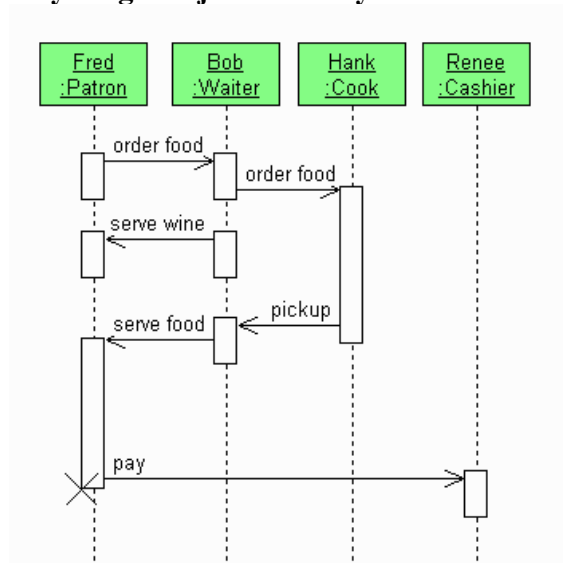 Fred
:Patron
Bob
:Waiter
Hank
:Cook
Renee
:Cashier
order food
order food
serve wine
pickup
serve food
pay